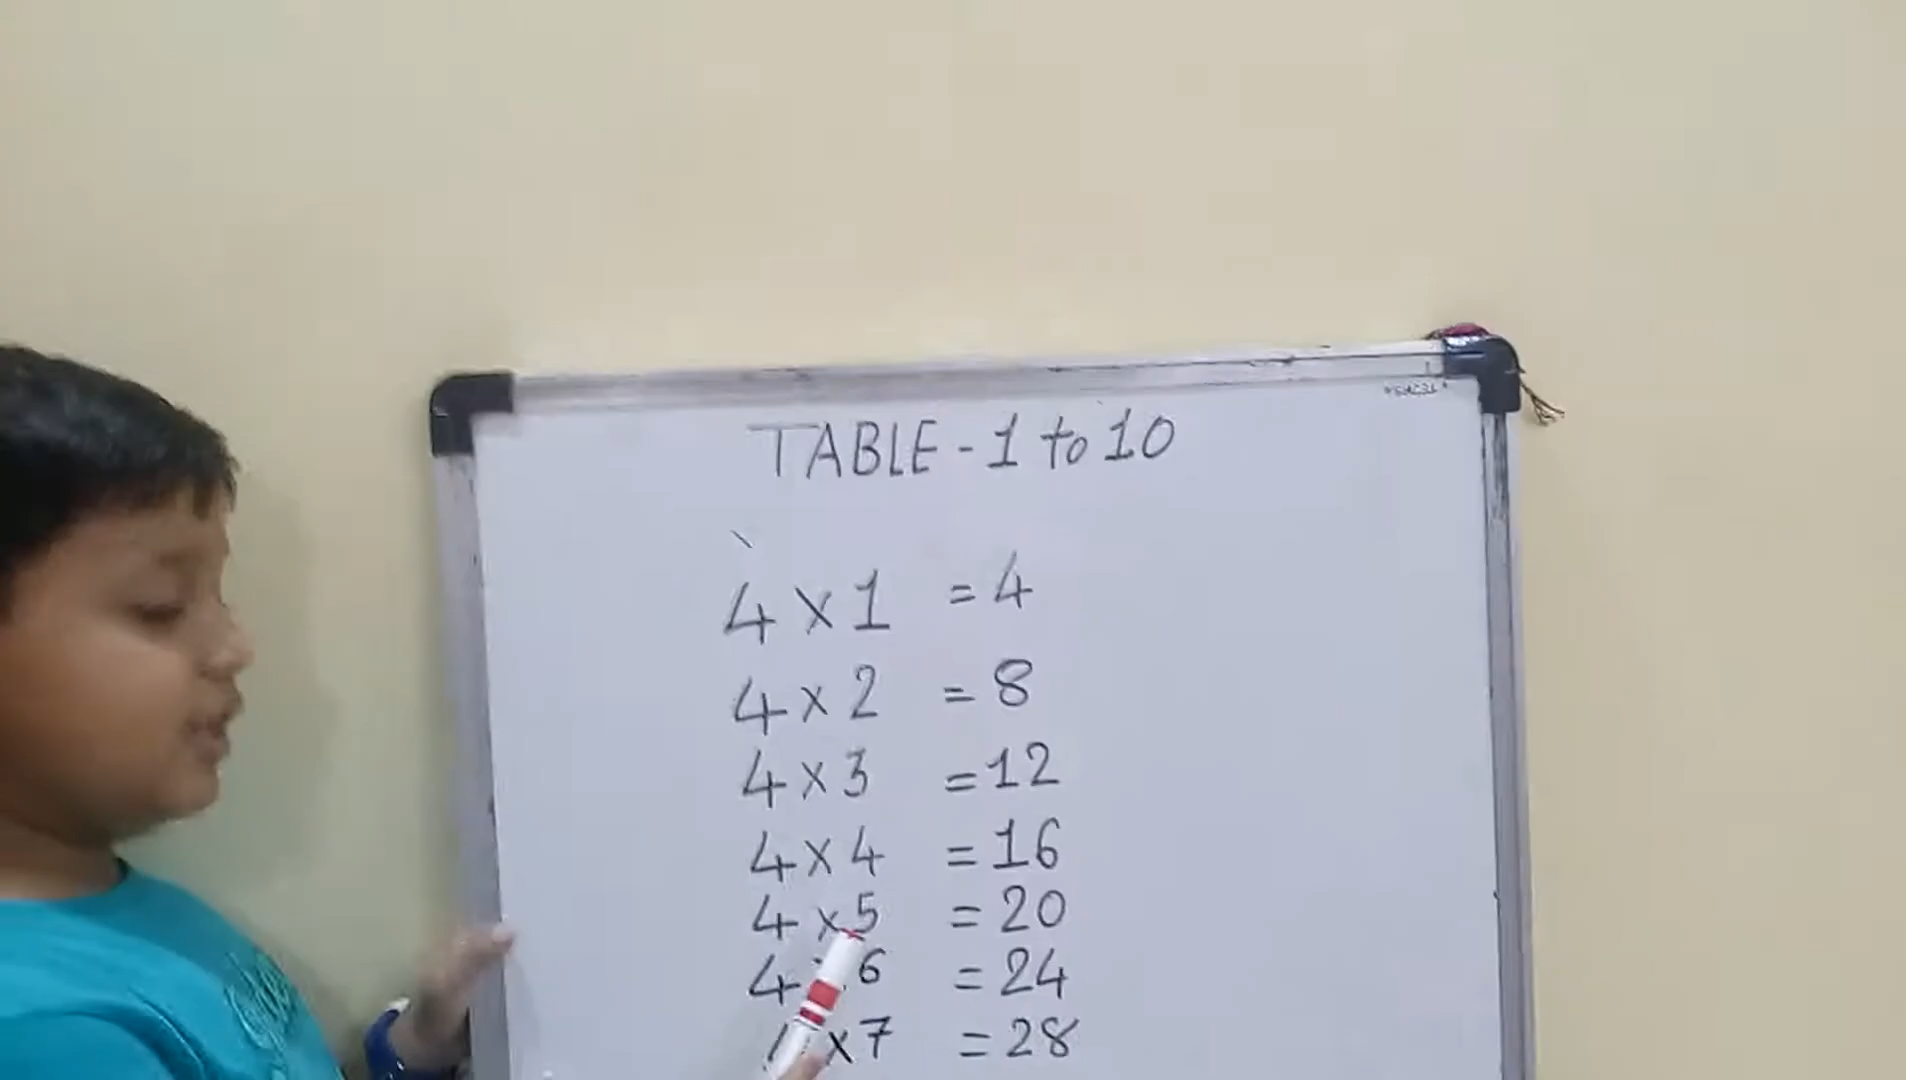 TABLE - 1 to 10
4 x 1 = 4
4 x 2 = 8
4 x 3 = 12
4 x 4 = 16
4 x 5 = 20
4 6 = 24
x 7 = 28